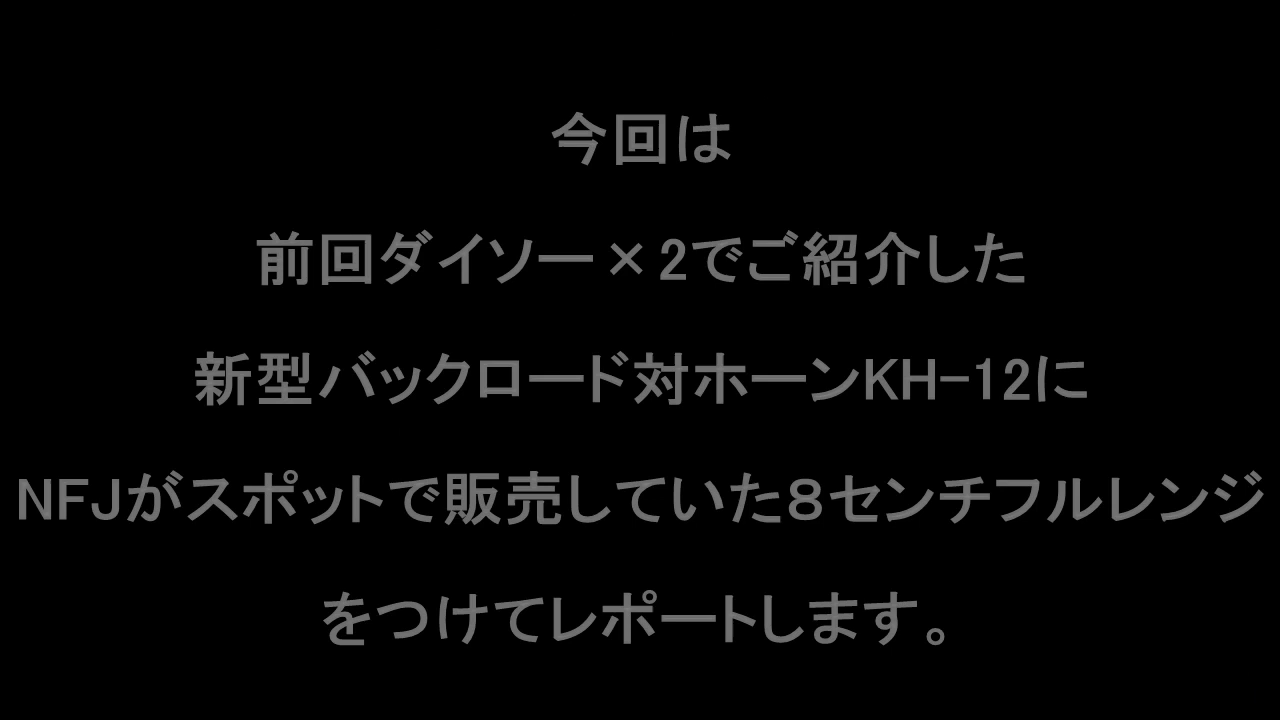 今回は
前回ダイソー×2でご紹介した
新型バックロード対ホーンKH-12に
NFJがスポットで販売していた８センチフルレンジ
をつけてレポートします。